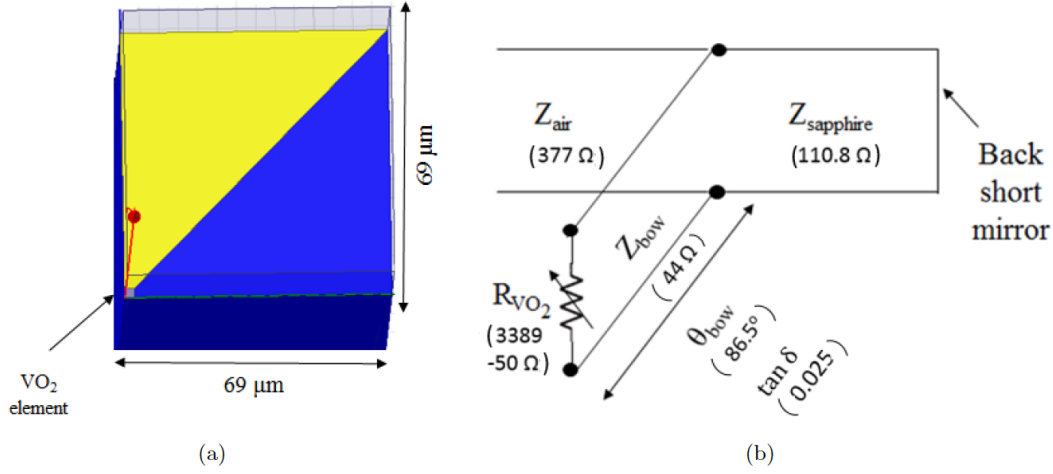 69 µm
69 µm
VO₂
element
(a)
Z_air
(377 Ω)
Z_sapphire
(110.8 Ω)
Back
short
mirror
Z_bow
(44 Ω)
R_VO₂
(3389
-50 Ω)
θ_bow
(86.5°
tan δ
(0.025)
(b)